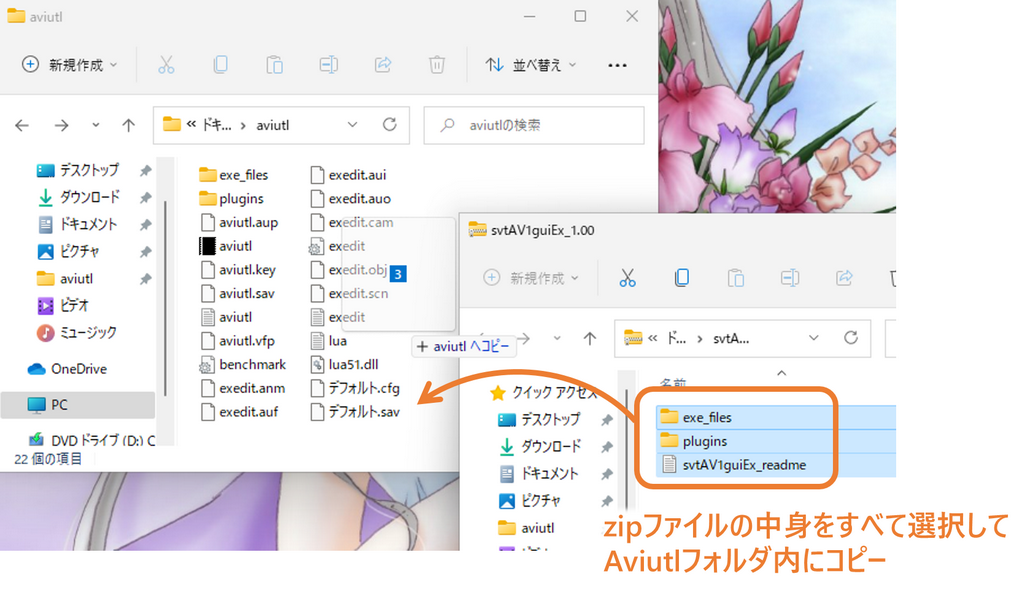 aviutl
新規作成
並べ替え
« ドキ... › aviutl
aviutlの検索
デスクトップ
ダウンロード
ドキュメント
ピクチャ
aviutl
ビデオ
ミュージック
OneDrive
PC
DVD ドライブ (D:) C
22 個の項目
exe_files
plugins
aviutl.aup
aviutl
aviutl.key
aviutl.sav
aviutl
aviutl.vfp
benchmark
exedit.anm
exedit.auf
exedit.aui
exedit.auo
exedit.cam
exedit
exedit.obj
exedit.scn
exedit
lua
lua51.dll
デフォルト.cfg
デフォルト.sav
3
+ aviutl へコピー
svtAV1guiEx_1.00
新規作成
« ド... › svtA...
クイック アクセス
デスクトップ
ダウンロード
ドキュメント
ピクチャ
aviutl
名前
exe_files
plugins
svtAV1guiEx_readme
zipファイルの中身をすべて選択して
Aviutlフォルダ内にコピー